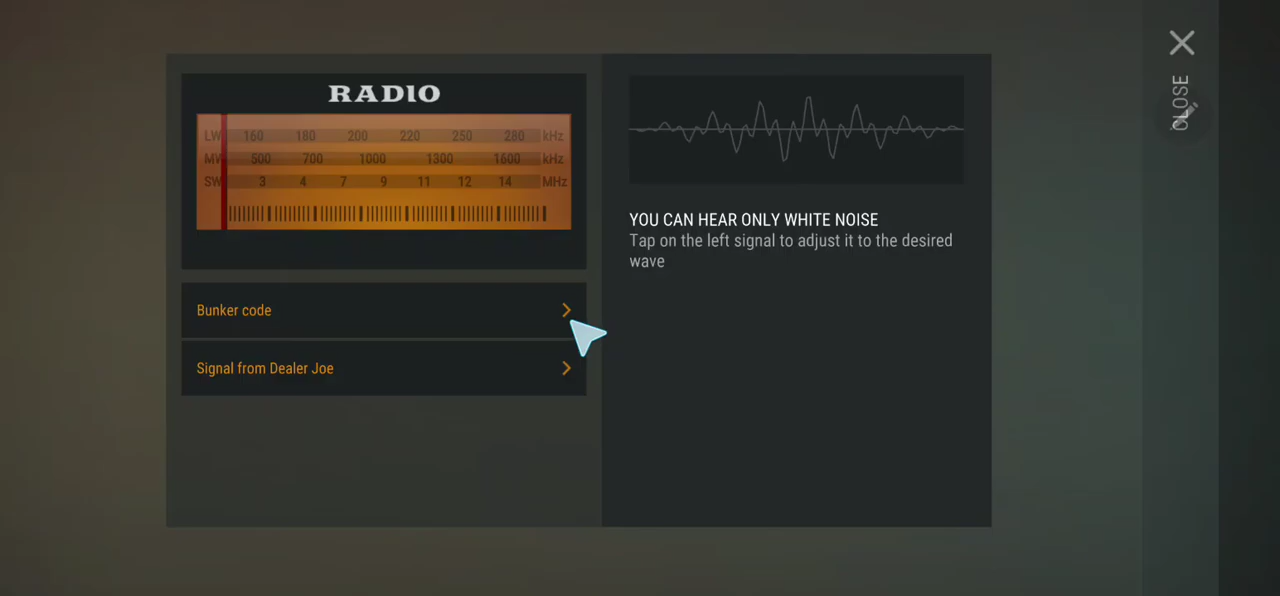 RADIO
LW 160 180 200 220 250 280 kHz
MW 500 700 1000 1300 1600 kHz
SW 3 4 7 9 11 12 14 MHz
Bunker code
Signal from Dealer Joe
YOU CAN HEAR ONLY WHITE NOISE
Tap on the left signal to adjust it to the desired
wave
CLOSE